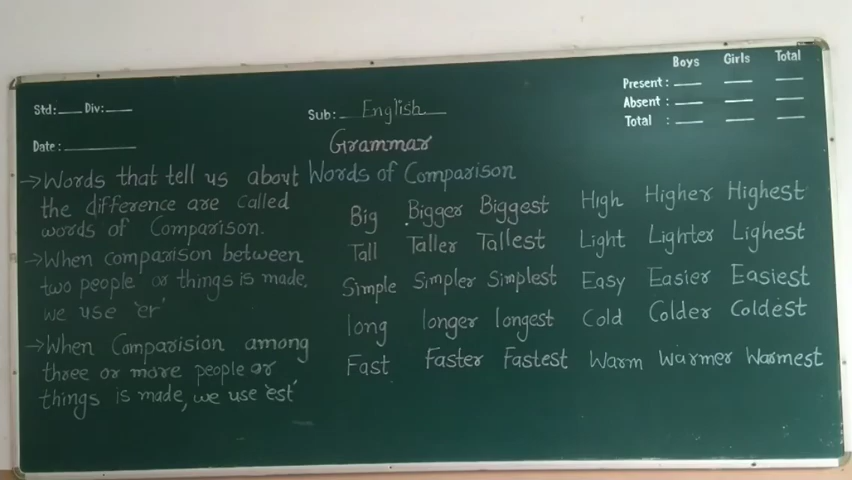 Boys Girls Total
Std: Div:
Present :
Sub: English
Absent :
Total :
Date:
Grammar
Words of Comparison
→Words that tell us about
the difference are called
words of Comparison.
→When comparison between
two people or things is made,
we use 'er'
→When Comparision among
three or more people or
things is made, we use 'est'
Big Bigger Biggest High Higher Highest
Tall Taller Tallest Light Lighter Lighest
Simple Simpler Simplest Easy Easier Easiest
long longer longest Cold Colder Coldest
Fast Faster Fastest Warm Warmer Warmest